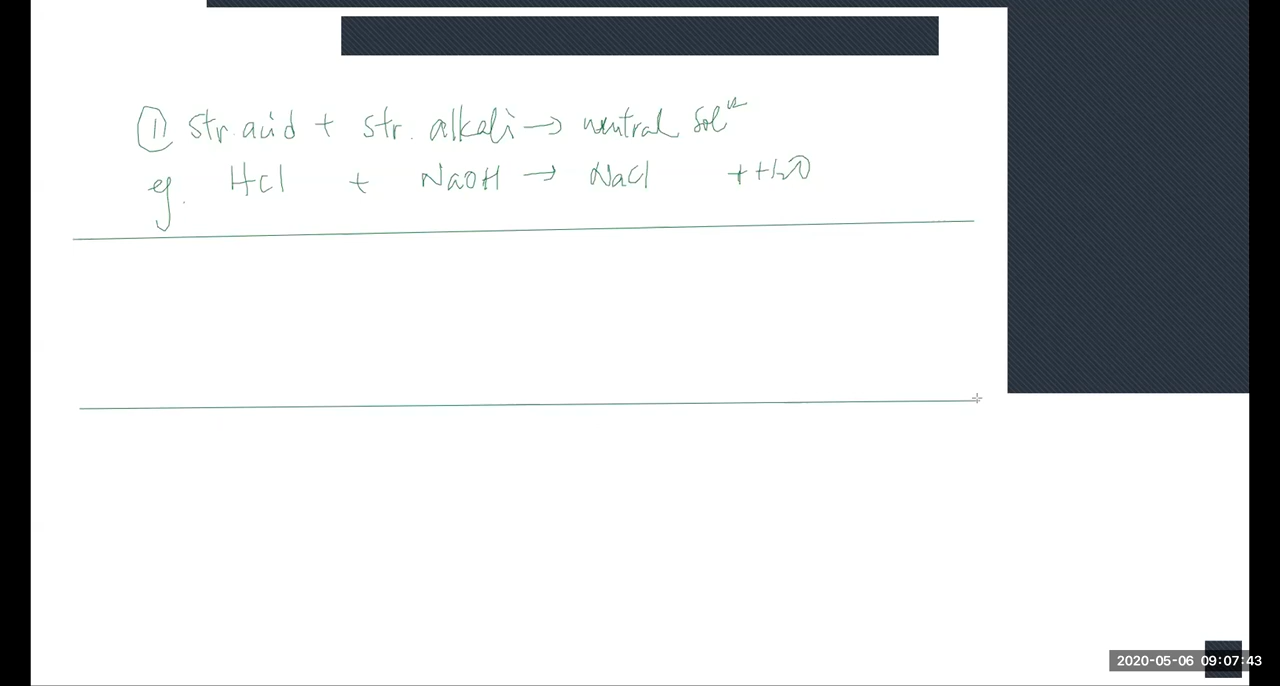 ① str. acid + str. alkali → neutral solⁿ
eg. HCl + NaOH → NaCl + H₂O
2020-05-06 09:07:43